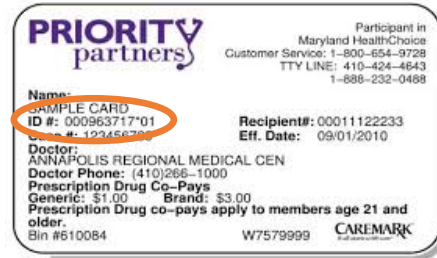 PRIORITY partners
Participant in
Maryland HealthChoice
Customer Service: 1-800-654-9728
TTY LINE: 410-424-4643
1-888-232-0488
Name:
SAMPLE CARD
ID #: 000963717*01
Recipient#: 00011122233
Eff. Date: 09/01/2010
Doctor:
ANNAPOLIS REGIONAL MEDICAL CEN
Doctor Phone: (410)266-1000
Prescription Drug Co-Pays
Generic: $1.00 Brand: $3.00
Prescription Drug co-pays apply to members age 21 and
older.
Bin #610084 W7579999 CAREMARK